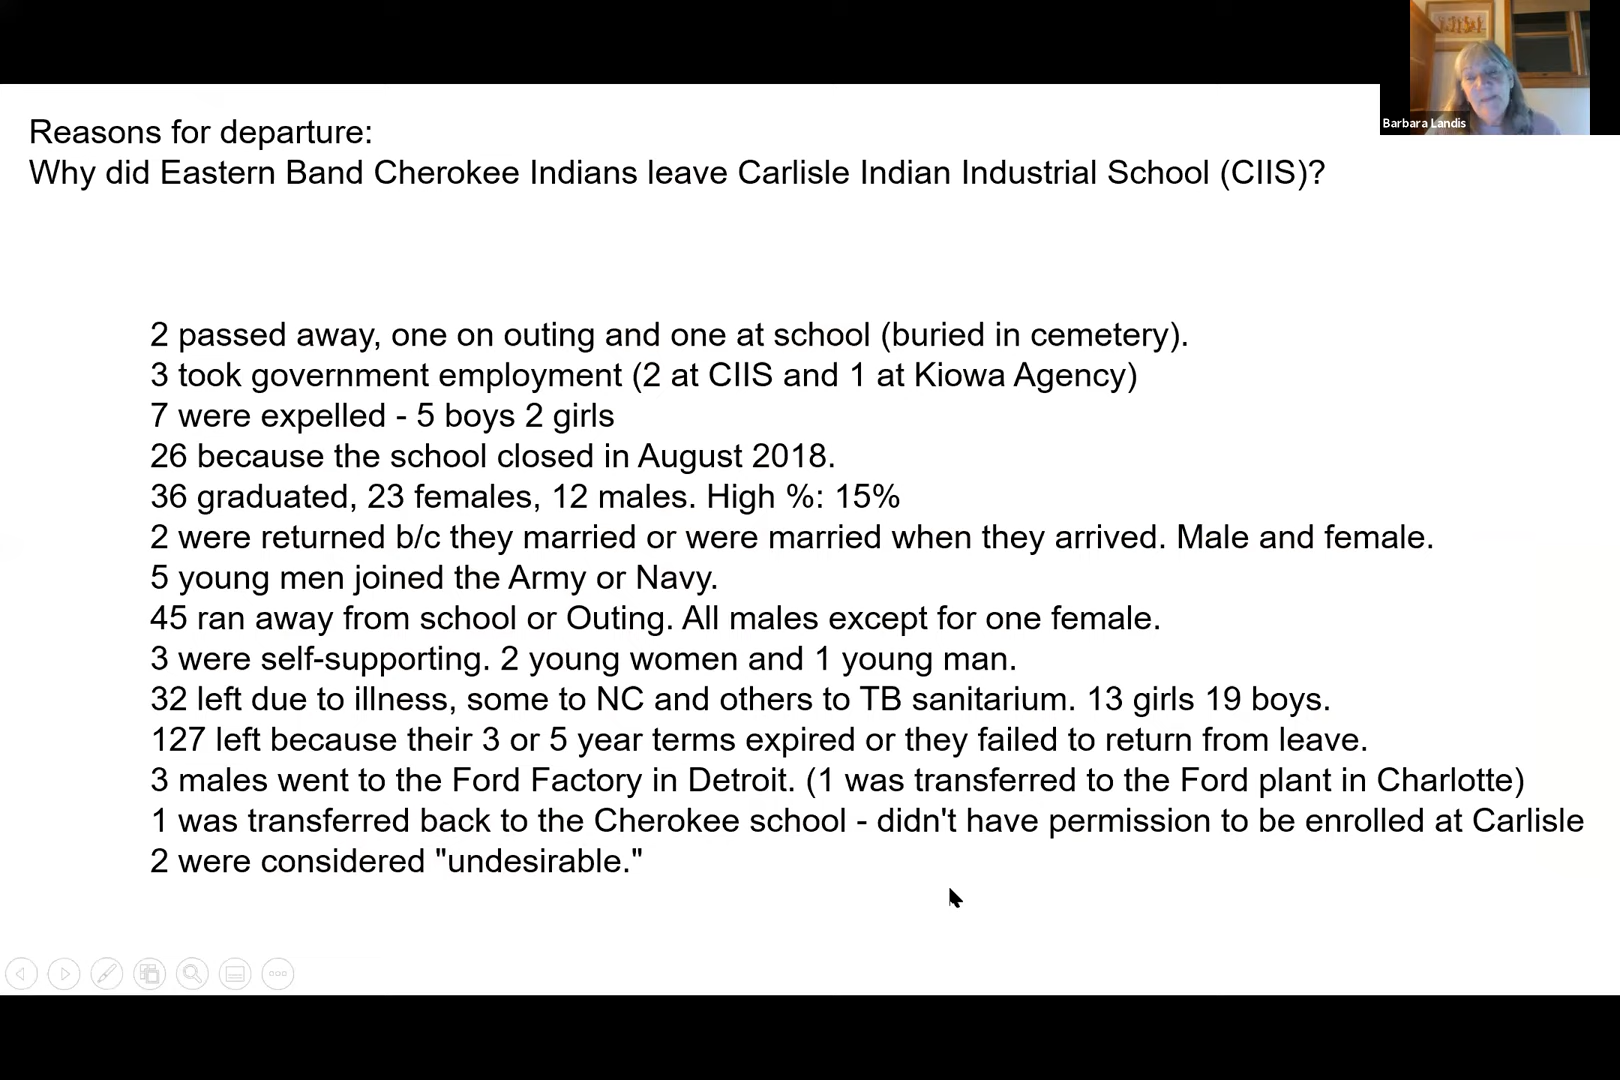 Barbara Landis
Reasons for departure:
Why did Eastern Band Cherokee Indians leave Carlisle Indian Industrial School (CIIS)?
2 passed away, one on outing and one at school (buried in cemetery).
3 took government employment (2 at CIIS and 1 at Kiowa Agency)
7 were expelled - 5 boys 2 girls
26 because the school closed in August 2018.
36 graduated, 23 females, 12 males. High %: 15%
2 were returned b/c they married or were married when they arrived. Male and female.
5 young men joined the Army or Navy.
45 ran away from school or Outing. All males except for one female.
3 were self-supporting. 2 young women and 1 young man.
32 left due to illness, some to NC and others to TB sanitarium. 13 girls 19 boys.
127 left because their 3 or 5 year terms expired or they failed to return from leave.
3 males went to the Ford Factory in Detroit. (1 was transferred to the Ford plant in Charlotte)
1 was transferred back to the Cherokee school - didn't have permission to be enrolled at Carlisle
2 were considered "undesirable."